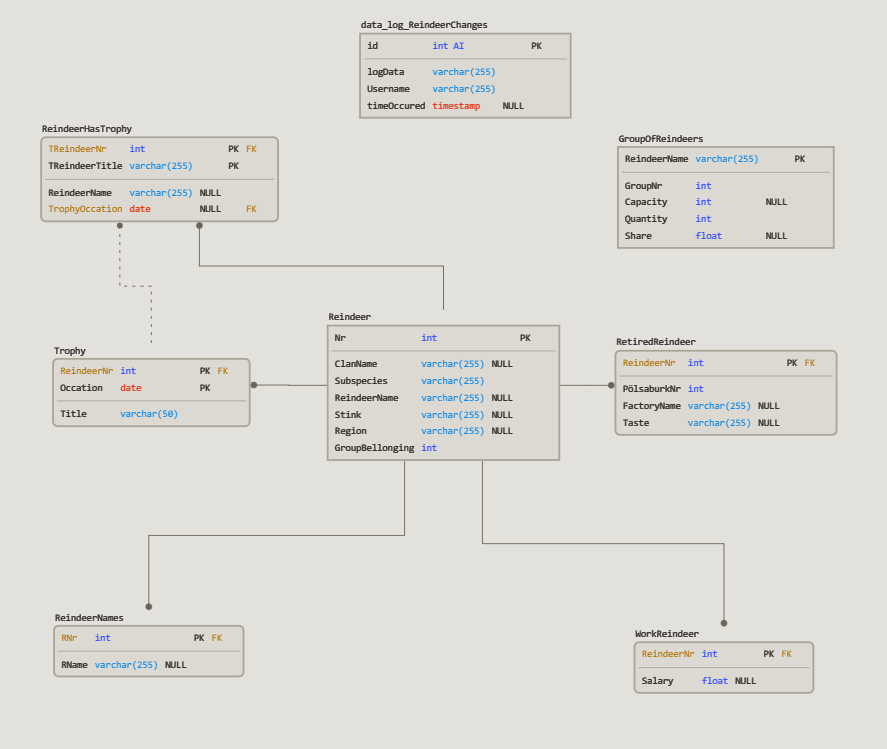 data_log_ReindeerChanges
id int AI PK
logData varchar(255)
Username varchar(255)
timeOccured timestamp NULL
ReindeerHasTrophy
TReindeerNr int PK FK
TReindeerTitle varchar(255) PK
ReindeerName varchar(255) NULL
TrophyOccation date NULL FK
GroupOfReindeers
ReindeerName varchar(255) PK
GroupNr int
Capacity int NULL
Quantity int
Share float NULL
Reindeer
Nr int PK
ClanName varchar(255) NULL
Subspecies varchar(255)
ReindeerName varchar(255) NULL
Stink varchar(255) NULL
Region varchar(255) NULL
GroupBellonging int
Trophy
ReindeerNr int PK FK
Occation date PK
Title varchar(50)
RetiredReindeer
ReindeerNr int PK FK
PölsaburkNr int
FactoryName varchar(255) NULL
Taste varchar(255) NULL
ReindeerNames
RNr int PK FK
RName varchar(255) NULL
WorkReindeer
ReindeerNr int PK FK
Salary float NULL